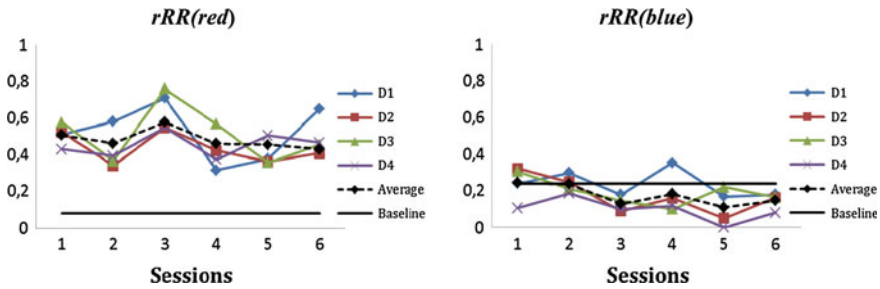 rRR(red)
1
0,8
0,6
0,4
0,2
0
1 2 3 4 5 6
Sessions
D1
D2
D3
D4
Average
Baseline
rRR(blue)
1
0,8
0,6
0,4
0,2
0
1 2 3 4 5 6
Sessions
D1
D2
D3
D4
Average
Baseline